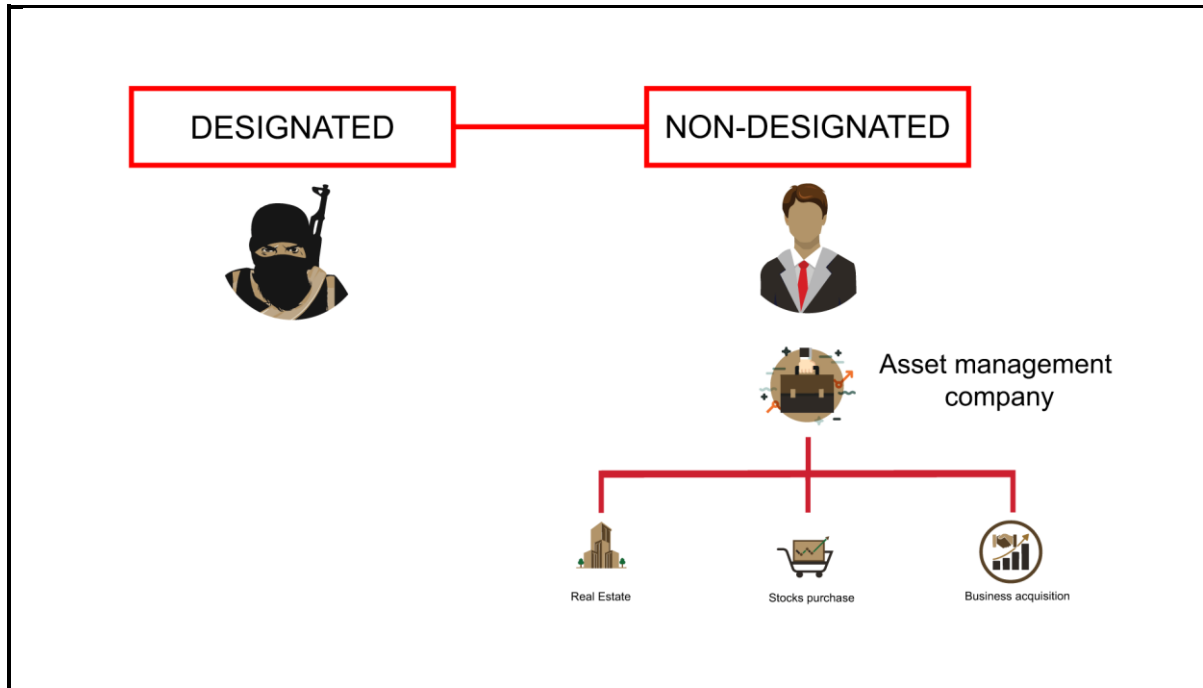 DESIGNATED
NON-DESIGNATED
Asset management
company
Real Estate
Stocks purchase
Business acquisition